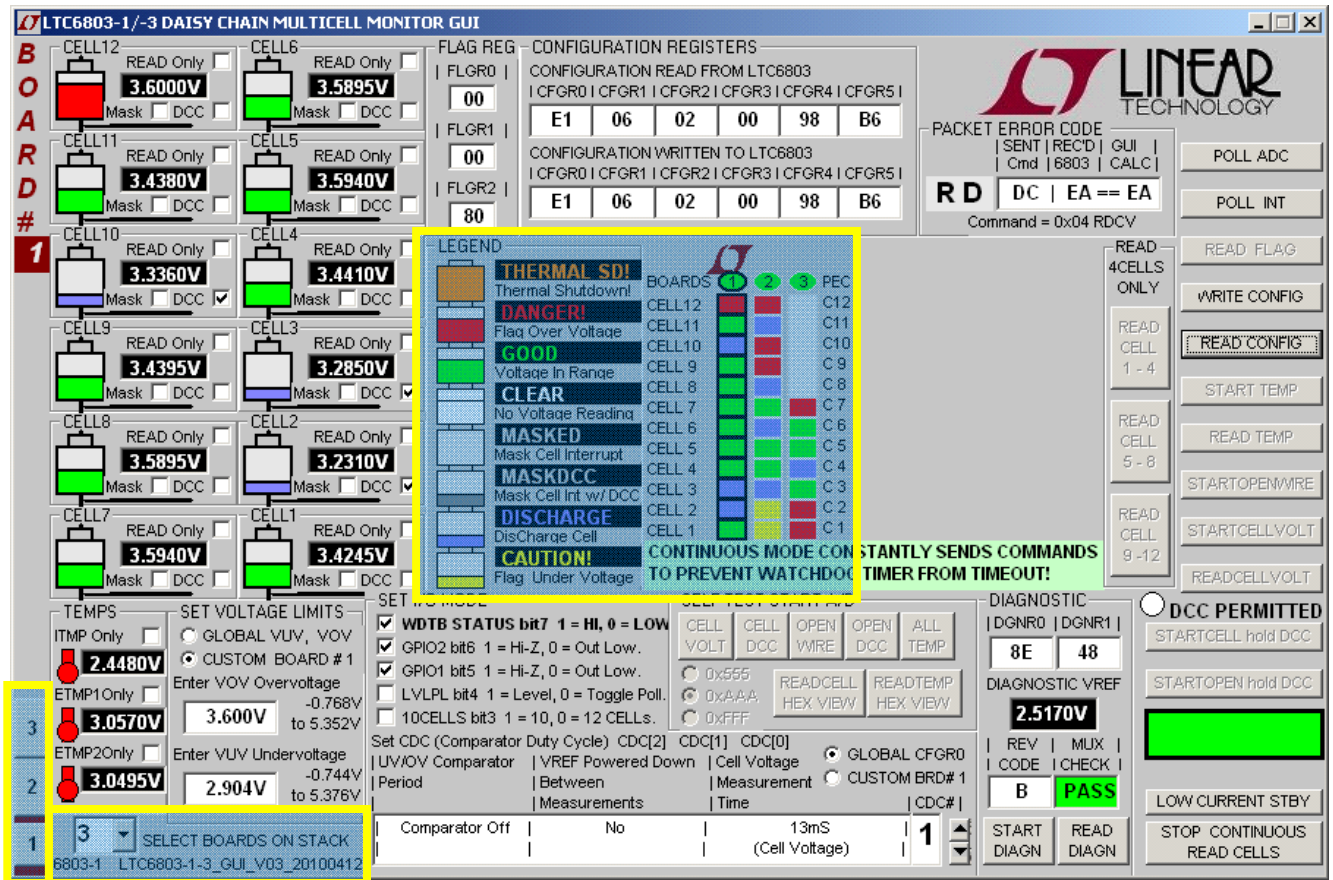 LTC6803-1/-3 DAISY CHAIN MULTICELL MONITOR GUI
BOARD#
1
CELL12
READ Only
3.6000V
Mask DCC
CELL6
READ Only
3.5895V
Mask DCC
CELL11
READ Only
3.4380V
Mask DCC
CELL5
READ Only
3.5940V
Mask DCC
CELL10
READ Only
3.3360V
Mask DCC
CELL4
READ Only
3.4410V
Mask DCC
CELL9
READ Only
3.4395V
Mask DCC
CELL3
READ Only
3.2850V
Mask DCC
CELL8
READ Only
3.5895V
Mask DCC
CELL2
READ Only
3.2310V
Mask DCC
CELL7
READ Only
3.5940V
Mask DCC
CELL1
READ Only
3.4245V
Mask DCC
FLAG REG
| FLGR0 |
00
| FLGR1 |
00
| FLGR2 |
80
CONFIGURATION REGISTERS
CONFIGURATION READ FROM LTC6803
| CFGR0 | CFGR1 | CFGR2 | CFGR3 | CFGR4 | CFGR5 |
E1 06 02 00 98 B6
CONFIGURATION WRITTEN TO LTC6803
| CFGR0 | CFGR1 | CFGR2 | CFGR3 | CFGR4 | CFGR5 |
E1 06 02 00 98 B6
LINEAR
TECHNOLOGY
PACKET ERROR CODE
| SENT | REC'D | GUI |
| Cmd | 6803 | CALC |
R D DC | EA == EA
Command = 0x04 RDCV
POLL ADC
POLL INT
READ FLAG
WRITE CONFIG
READ CONFIG
START TEMP
READ TEMP
STARTOPENWIRE
STARTCELLVOLT
READCELLVOLT
READ
4CELLS
ONLY
READ
CELL
1 - 4
READ
CELL
5 - 8
READ
CELL
9 -12
LEGEND
THERMAL SD!
Thermal Shutdown!
DANGER!
Flag Over Voltage
GOOD
Voltage In Range
CLEAR
No Voltage Reading
MASKED
Mask Cell Interrupt
MASKDCC
Mask Cell Int w/ DCC
DISCHARGE
DisCharge Cell
CAUTION!
Flag Under Voltage
BOARDS 1 2 3 PEC
CELL12 C12
CELL11 C11
CELL10 C10
CELL 9 C 9
CELL 8 C 8
CELL 7 C 7
CELL 6 C 6
CELL 5 C 5
CELL 4 C 4
CELL 3 C 3
CELL 2 C 2
CELL 1 C 1
CONTINUOUS MODE CONSTANTLY SENDS COMMANDS
TO PREVENT WATCHDOG TIMER FROM TIMEOUT!
TEMPS
ITMP Only
2.4480V
ETMP1Only
3.0570V
ETMP2Only
3.0495V
SET VOLTAGE LIMITS
GLOBAL VUV, VOV
CUSTOM BOARD # 1
Enter VOV Overvoltage
3.600V
-0.768V
to 5.352V
Enter VUV Undervoltage
2.904V
-0.744V
to 5.376V
3
2
1
3 SELECT BOARDS ON STACK
6803-1 LTC6803-1-3_GUI_V03_20100412
SET I/O MODE
WDTB STATUS bit7 1 = HI, 0 = LOW
GPIO2 bit6 1 = Hi-Z, 0 = Out Low.
GPIO1 bit5 1 = Hi-Z, 0 = Out Low.
LVLPL bit4 1 = Level, 0 = Toggle Poll.
10CELLS bit3 1 = 10, 0 = 12 CELLs.
SELF TEST START A/D
CELL VOLT
CELL DCC
OPEN WIRE
OPEN DCC
ALL TEMP
0x555
0xAAA
0xFFF
READCELL HEX VIEW
READTEMP HEX VIEW
Set CDC (Comparator Duty Cycle) CDC[2] CDC[1] CDC[0]
GLOBAL CFGR0
CUSTOM BRD# 1
| UV/OV Comparator | VREF Powered Down | Cell Voltage
| Period | Between | Measurement
| | Measurements | Time | CDC# |
| Comparator Off | No | 13mS | 1
| | | (Cell Voltage) |
DIAGNOSTIC
| DGNR0 | DGNR1 |
8E 48
DIAGNOSTIC VREF
2.5170V
| REV | MUX |
| CODE | CHECK |
B PASS
START DIAGN
READ DIAGN
DCC PERMITTED
STARTCELL hold DCC
STARTOPEN hold DCC
LOW CURRENT STBY
STOP CONTINUOUS
READ CELLS